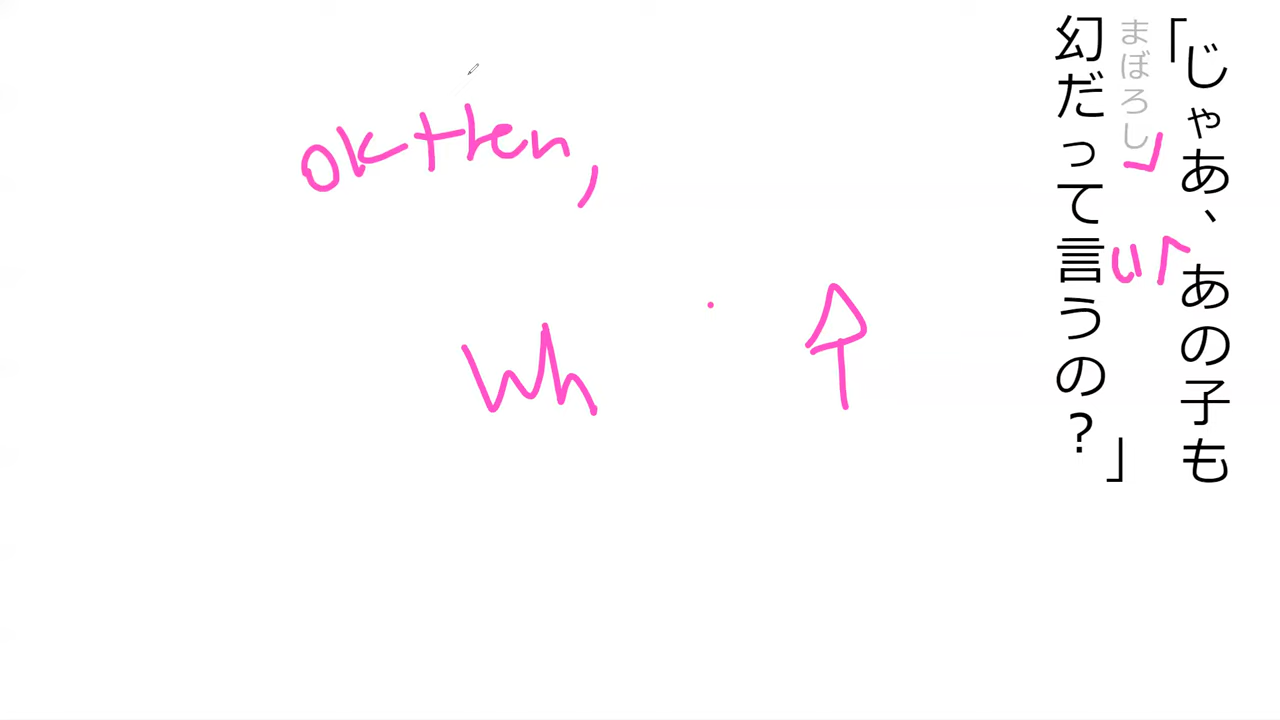 「じゃあ、あの子も
まぼろし
幻だって言うの?」
い
ok then,
Wh